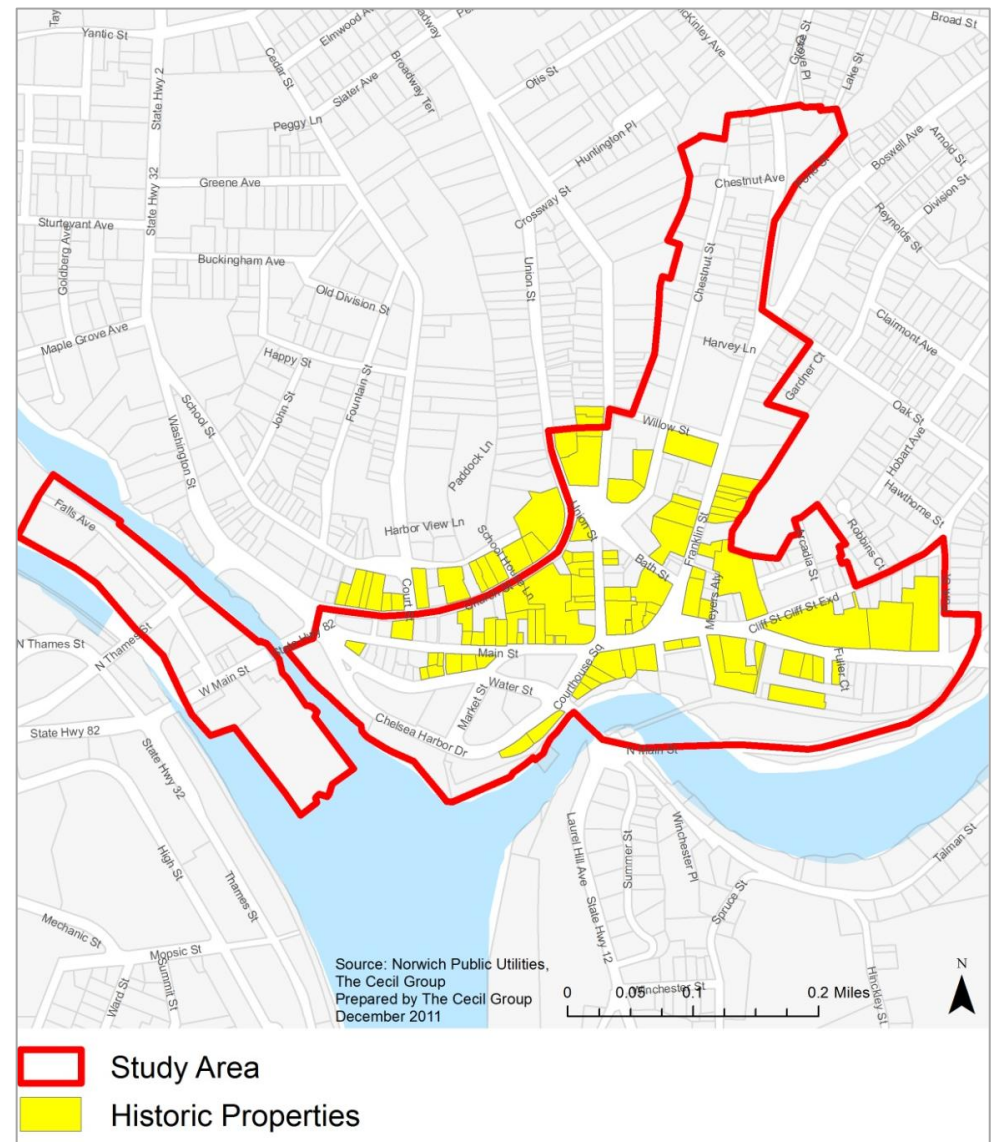 Yantic St
State Hwy 2
Cedar St
Elmwood Ave
Broadway
Slater Ave
Broadway Ter
Peggy Ln
Otis St
McKinley Ave
Grove St
Lake St
Broad St
Huntington Pl
Boswell Ave
Arnold St
Division St
Reynolds St
State Hwy 32
Greene Ave
Crossway St
Chestnut Ave
Sturtevant Ave
Goldberg Ave
Buckingham Ave
Union St
Chestnut St
Old Division St
Clairmont Ave
Maple Grove Ave
Happy St
Harvey Ln
Gardner Ct
School St
John St
Fountain St
Oak St
Washington St
Willow St
Hobart Ave
Paddock Ln
Hawthorne St
Falls Ave
Harbor View Ln
School House Ln
Union St
Franklin St
Robbins Ct
Arcadia St
Bath St
Court
Church St
Meyers Aly
Cliff St
Cliff St Exd
N Thames St
N Thames St
State Hwy 82
W Main St
Main St
Water St
Courthouse Sq
Fuller Ct
Market St
Chelsea Harbor Dr
State Hwy 82
State Hwy 32
N Main St
Laurel Hill Ave
Summer St
Winchester Pl
Talman St
High St
Thames St
Spruce St
State Hwy 12
Mechanic St
Mopsic St
Ward St
Summit St
Winchester St
Hinckley St
Source: Norwich Public Utilities,
The Cecil Group
Prepared by The Cecil Group
December 2011
0 0.05 0.1 0.2 Miles
N
Study Area
Historic Properties